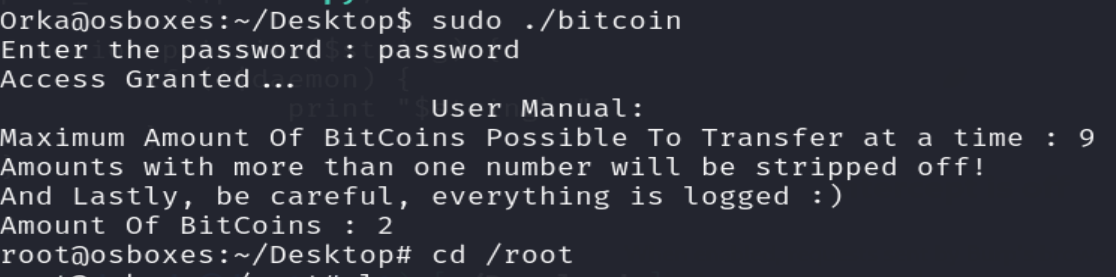 Orka@osboxes:~/Desktop$ sudo ./bitcoin
Enter the password : password
Access Granted...
User Manual:
Maximum Amount Of BitCoins Possible To Transfer at a time : 9
Amounts with more than one number will be stripped off!
And Lastly, be careful, everything is logged :)
Amount Of BitCoins : 2
root@osboxes:~/Desktop# cd /root